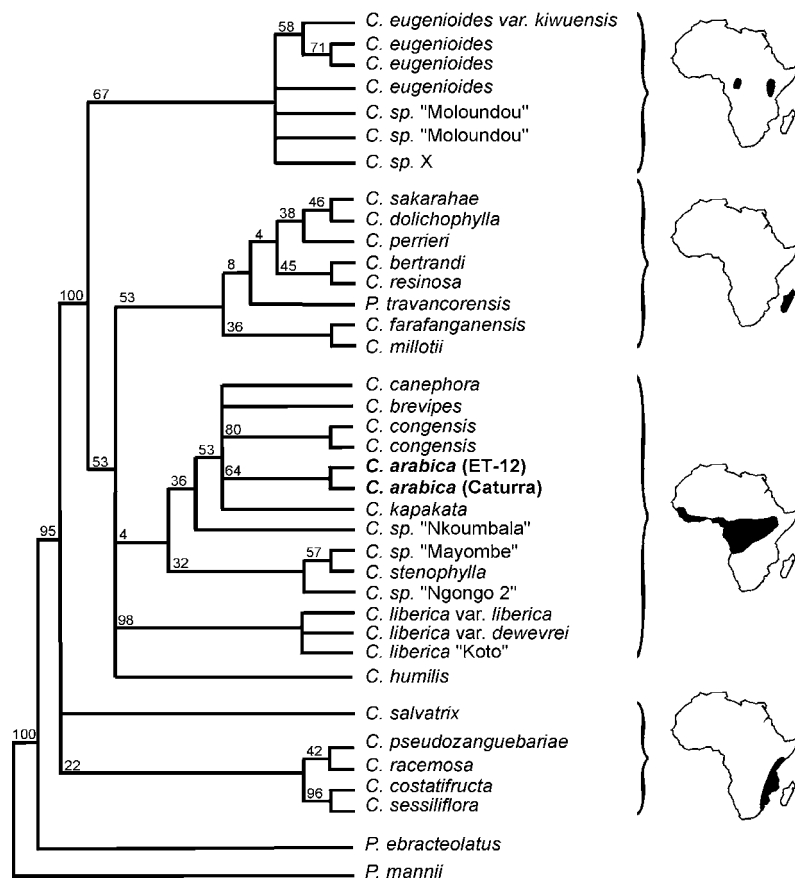 58
C. eugenioides var. kiwuensis
71
C. eugenioides
C. eugenioides
C. eugenioides
67
C. sp. "Moloundou"
C. sp. "Moloundou"
C. sp. X
46
C. sakarahae
38
C. dolichophylla
4
C. perrieri
8
45
C. bertrandi
C. resinosa
100
53
P. travancorensis
36
C. farafanganensis
C. millotii
C. canephora
C. brevipes
80
C. congensis
53
C. congensis
53
64
C. arabica (ET-12)
36
C. arabica (Caturra)
C. kapakata
C. sp. "Nkoumbala"
95
4
57
C. sp. "Mayombe"
32
C. stenophylla
C. sp. "Ngongo 2"
98
C. liberica var. liberica
C. liberica var. dewevrei
C. liberica "Koto"
C. humilis
C. salvatrix
100
42
C. pseudozanguebariae
22
C. racemosa
96
C. costatifructa
C. sessiliflora
P. ebracteolatus
P. mannii